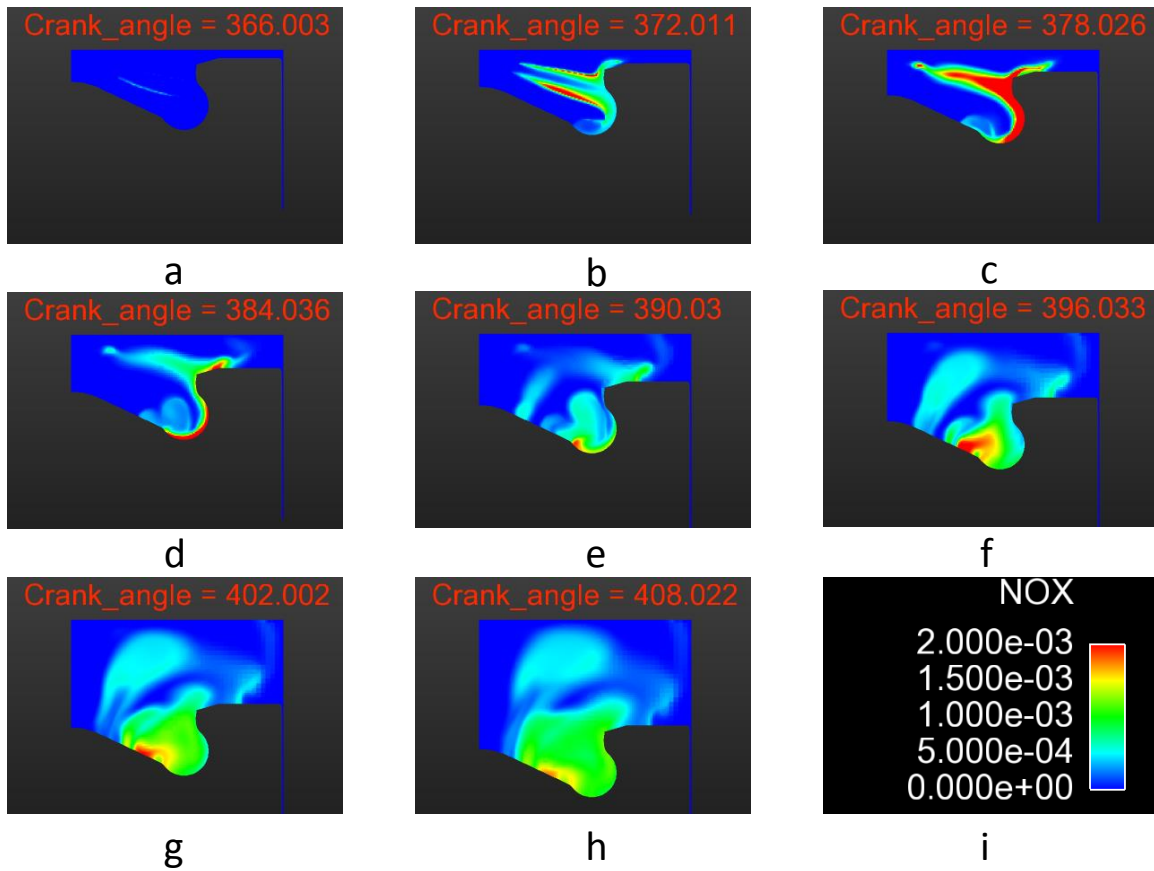 Crank_angle = 366.003
Crank_angle = 372.011
Crank_angle = 378.026
a
b
c
Crank_angle = 384.036
Crank_angle = 390.03
Crank_angle = 396.033
d
e
f
Crank_angle = 402.002
Crank_angle = 408.022
NOX
2.000e-03
1.500e-03
1.000e-03
5.000e-04
0.000e+00
g
h
i